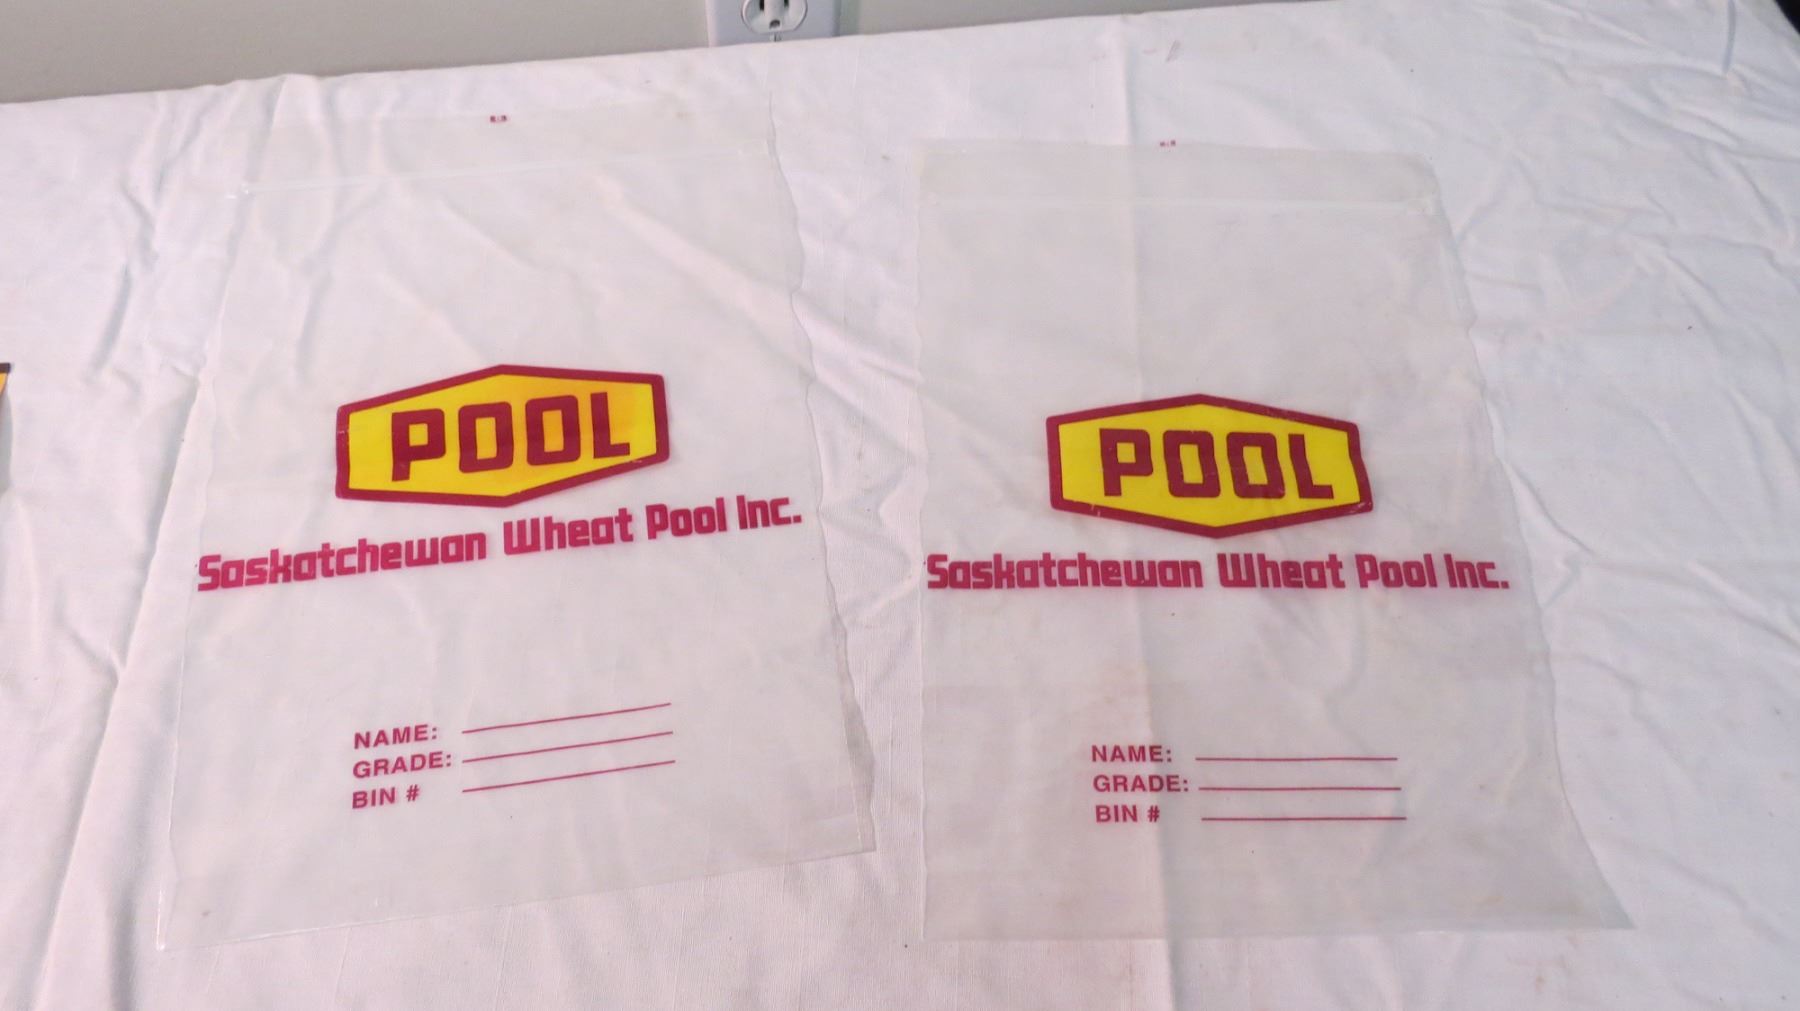 POOL
Saskatchewan Wheat Pool Inc.
NAME:
GRADE:
BIN #
POOL
Saskatchewan Wheat Pool Inc.
NAME:
GRADE:
BIN #